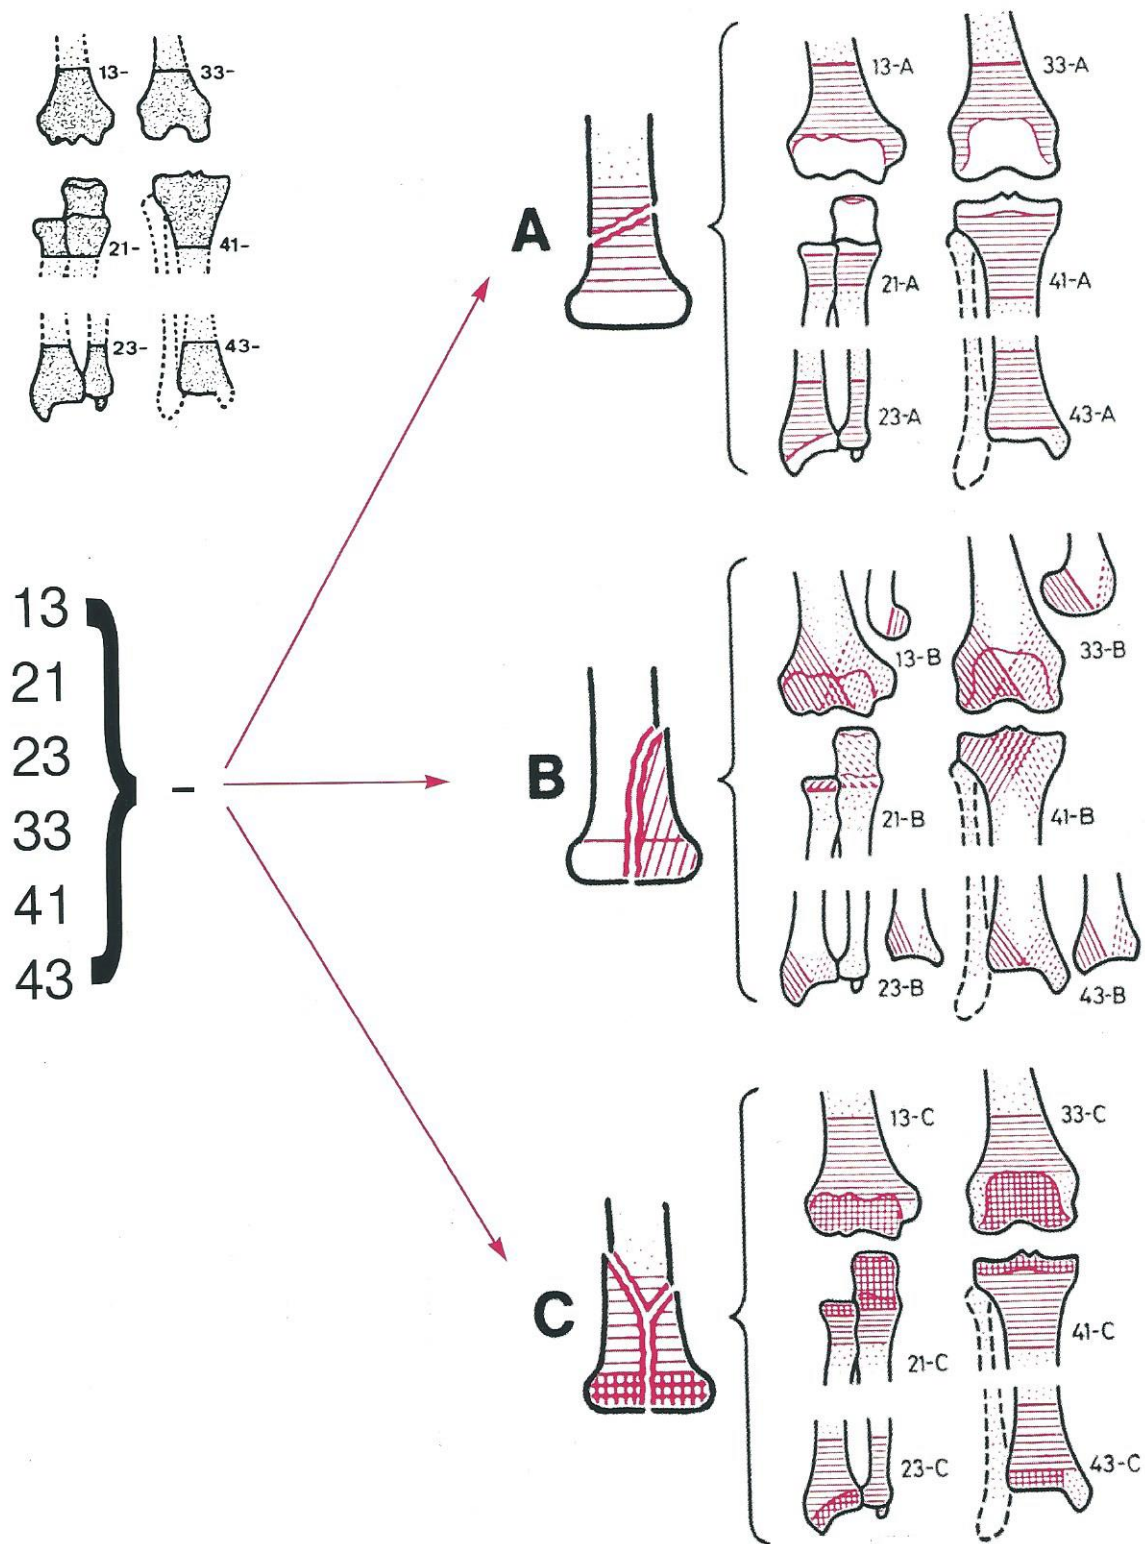 13- 33-
21- 41-
23- 43-
13
21
23
33
41
43
-
A
13-A 33-A
21-A 41-A
23-A 43-A
B
13-B 33-B
21-B 41-B
23-B 43-B
C
13-C 33-C
21-C 41-C
23-C 43-C